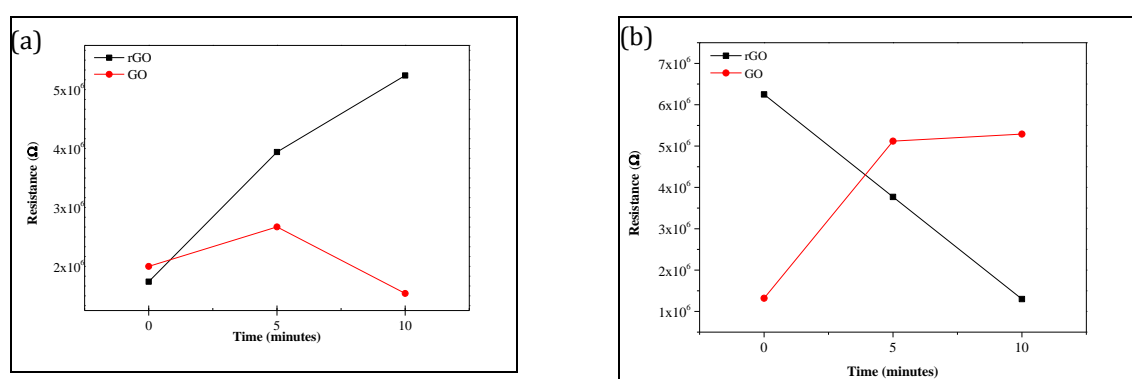 (a)
rGO
GO
5x10⁶
4x10⁶
3x10⁶
2x10⁶
Resistance (Ω)
0
5
10
Time (minutes)
(b)
rGO
GO
7x10⁶
6x10⁶
5x10⁶
4x10⁶
3x10⁶
2x10⁶
1x10⁶
Resistance (Ω)
0
5
10
Time (minutes)